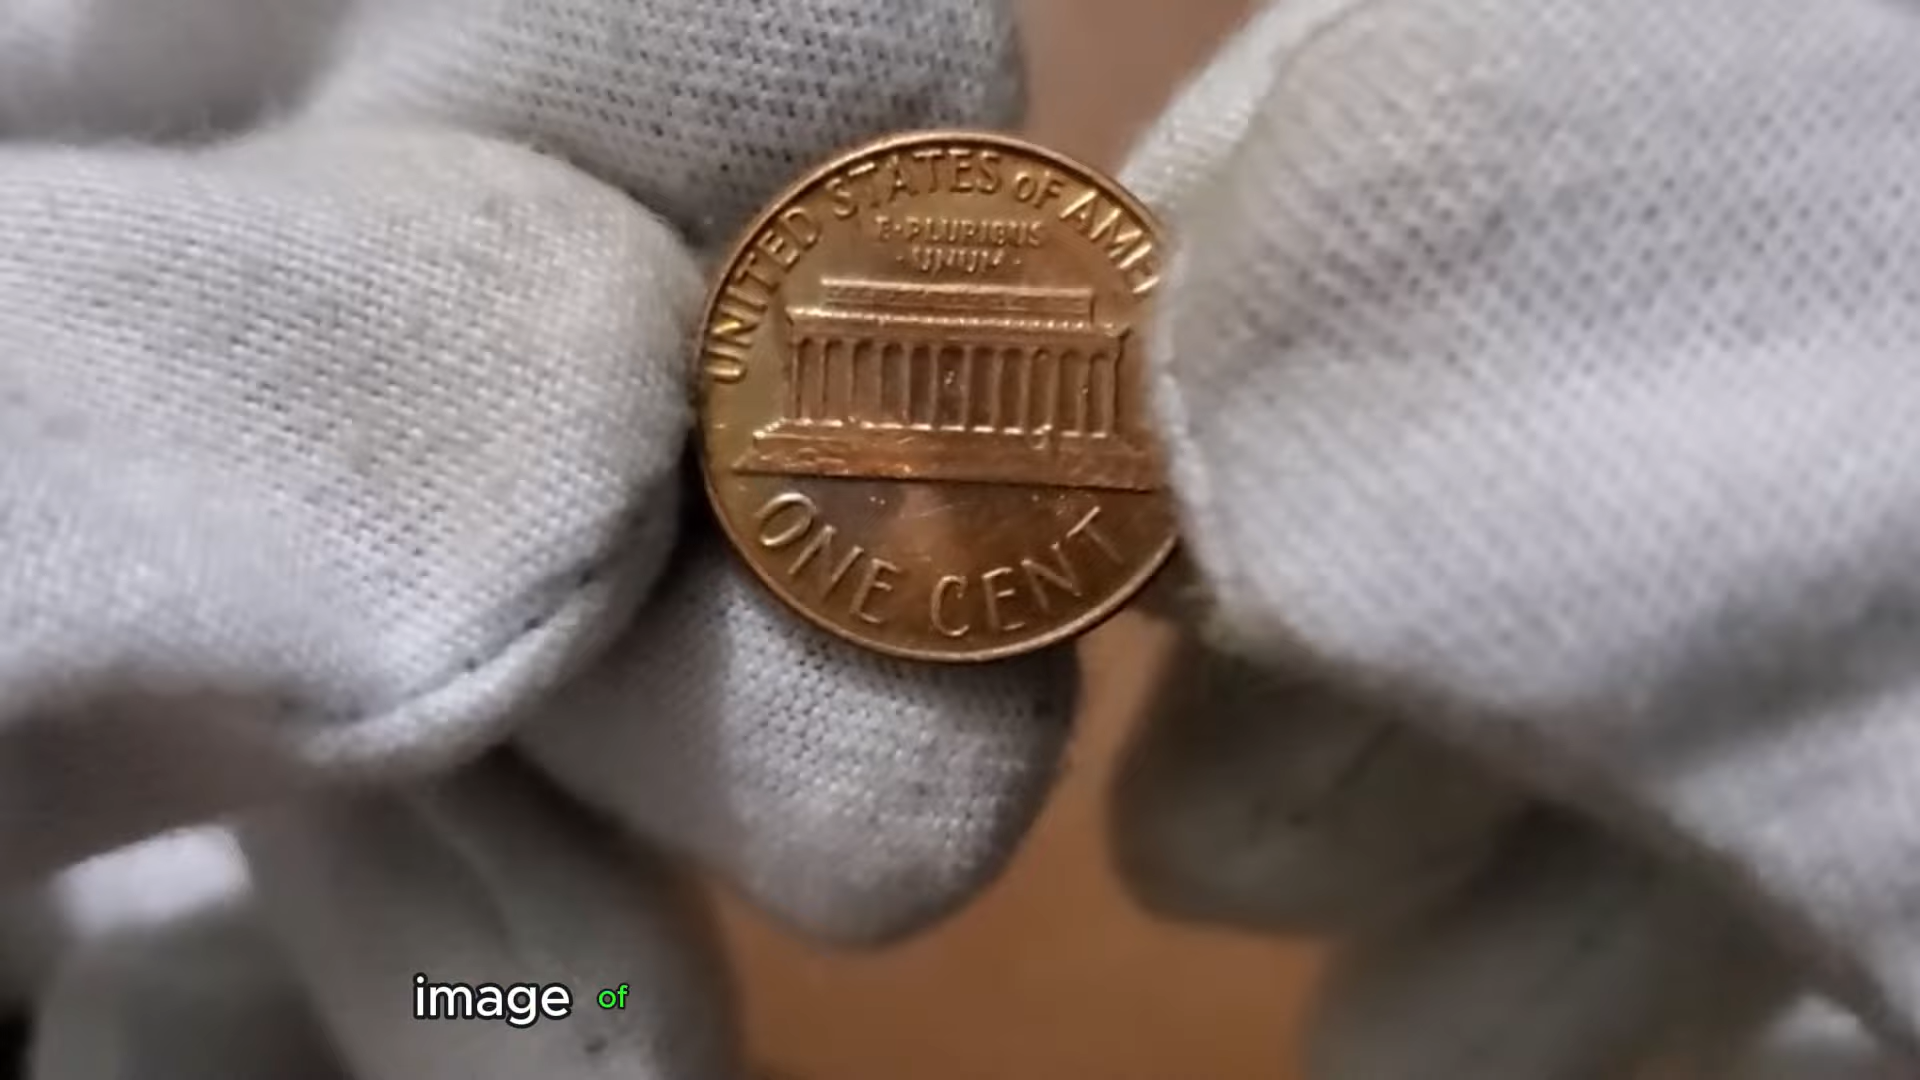 UNITED STATES OF AME
E·PLURIBUS
·UNUM·
ONE CENT
image of